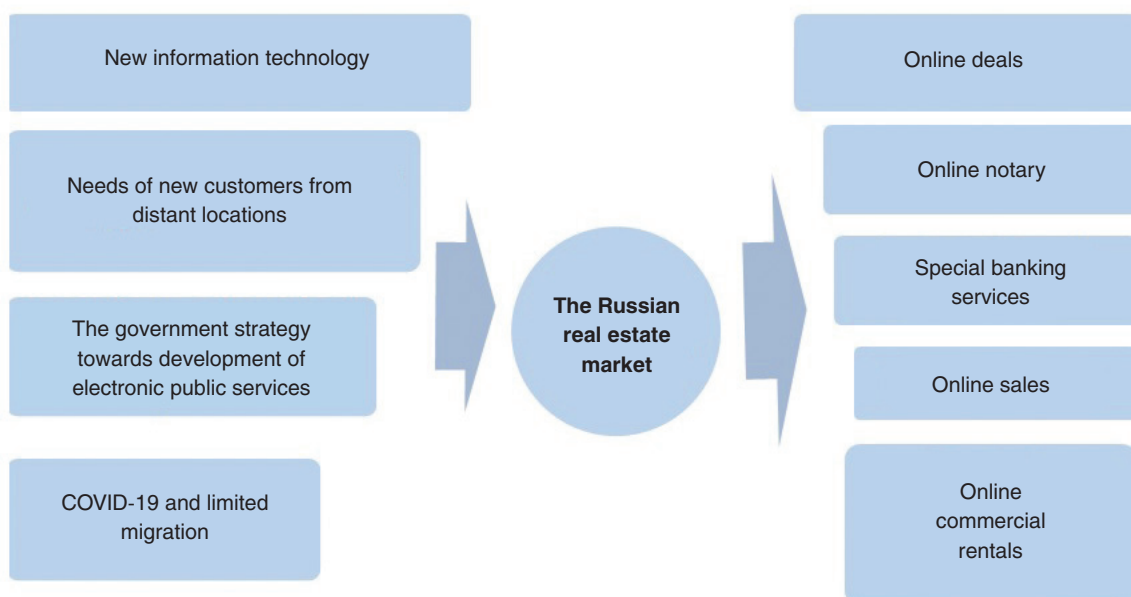 New information technology
Needs of new customers from
distant locations
The government strategy
towards development of
electronic public services
COVID-19 and limited
migration
The Russian
real estate
market
Online deals
Online notary
Special banking
services
Online sales
Online
commercial
rentals